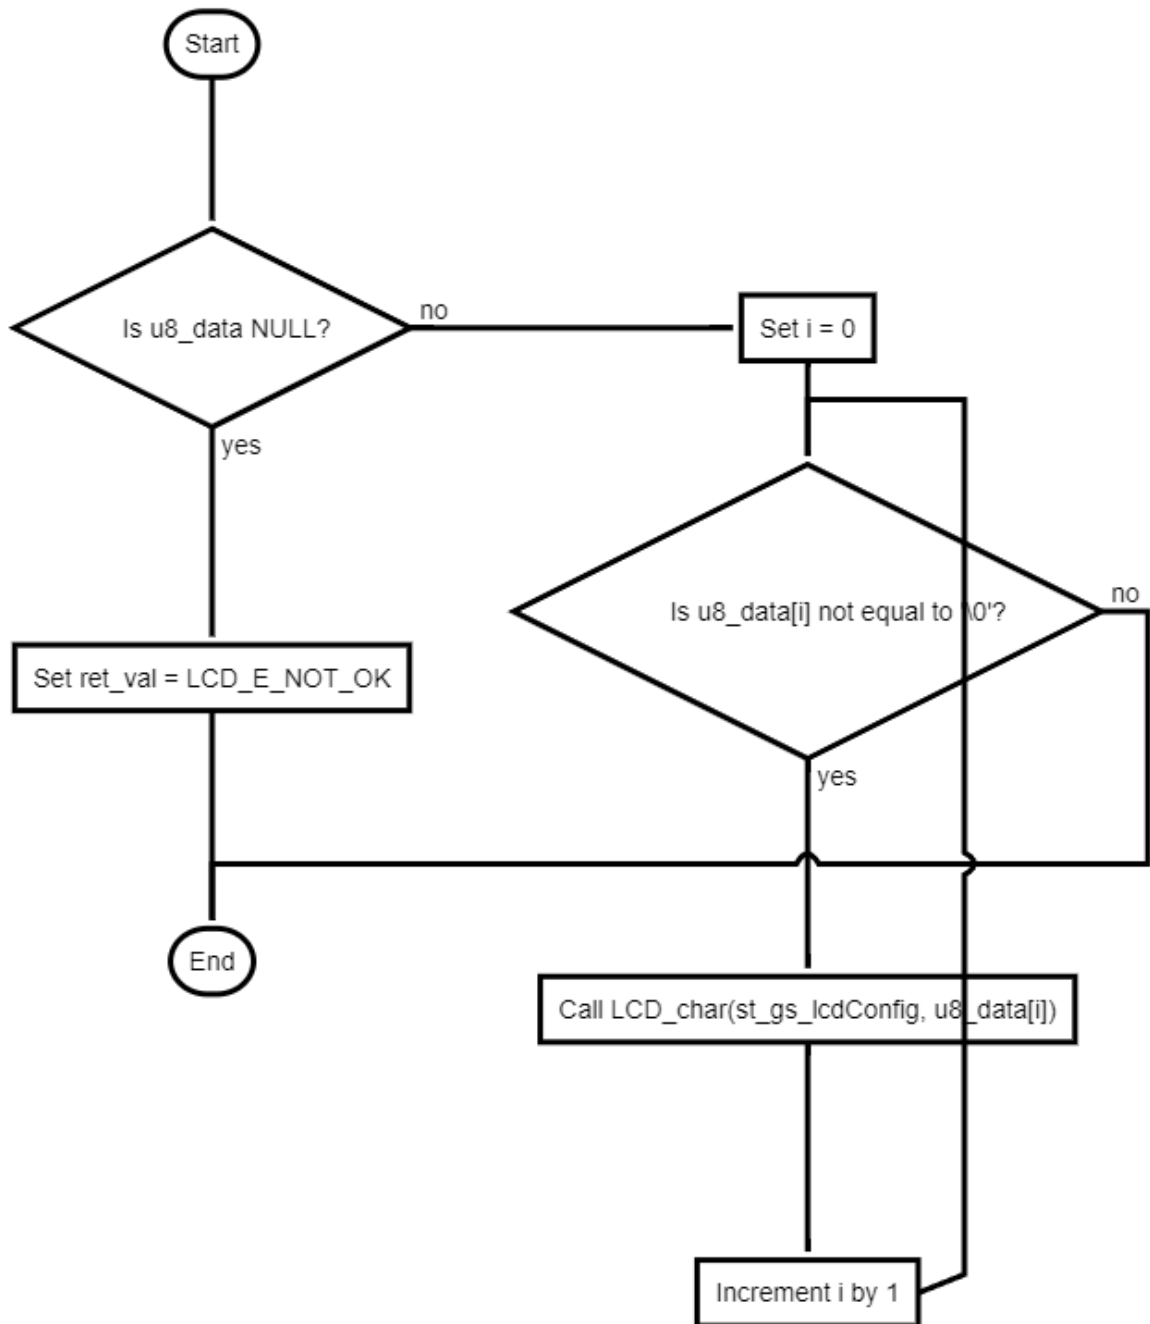 Start
Is u8_data NULL?
no
Set i = 0
yes
Is u8_data[i] not equal to '\0'?
no
Set ret_val = LCD_E_NOT_OK
yes
End
Call LCD_char(st_gs_lcdConfig, u8_data[i])
Increment i by 1